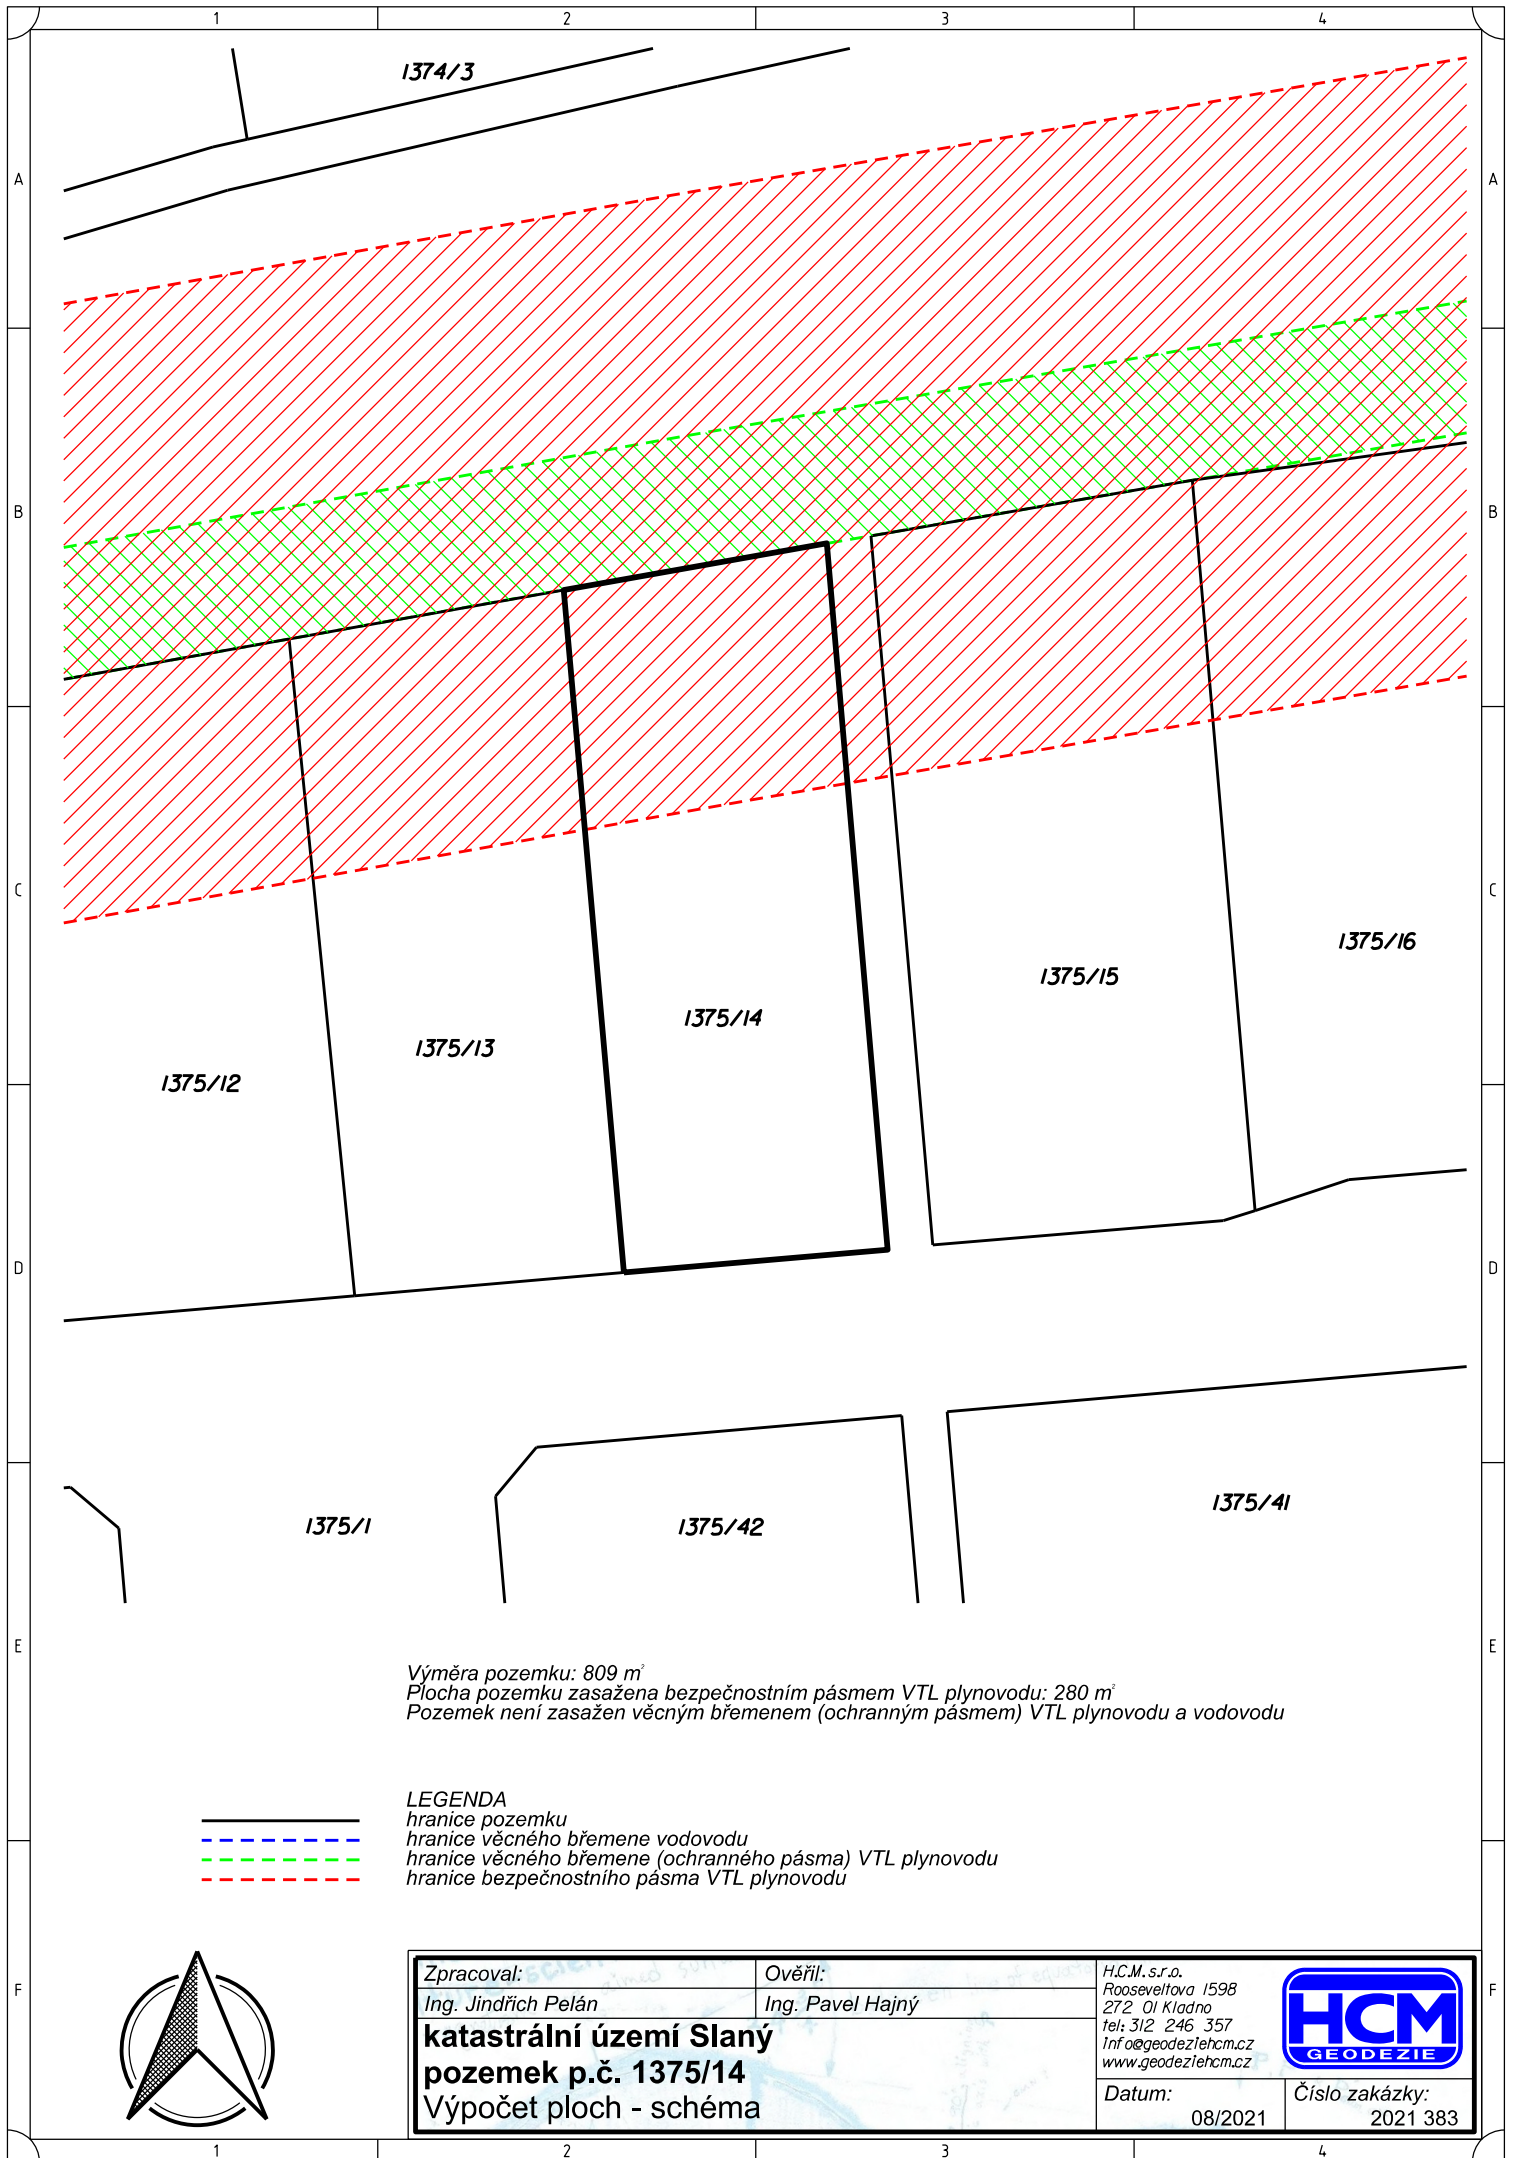 1 2 3 4
1374/3
A A
B B
C C
1375/16
1375/15
1375/14
1375/13
1375/12
D D
1375/41
1375/1 1375/42
E E
Výměra pozemku: 809 m²
Plocha pozemku zasažena bezpečnostním pásmem VTL plynovodu: 280 m²
Pozemek není zasažen věcným břemenem (ochranným pásmem) VTL plynovodu a vodovodu
LEGENDA
hranice pozemku
hranice věcného břemene vodovodu
hranice věcného břemene (ochranného pásma) VTL plynovodu
hranice bezpečnostního pásma VTL plynovodu
F F
Zpracoval: Ověřil:
Ing. Jindřich Pelán Ing. Pavel Hajný
katastrální území Slaný
pozemek p.č. 1375/14
Výpočet ploch - schéma
H.C.M. s.r.o.
Rooseveltova 1598
272 01 Kladno
tel: 312 246 357
info@geodeziehcm.cz
www.geodeziehcm.cz
HCM
GEODEZIE
Datum: Číslo zakázky:
08/2021 2021 383
1 2 3 4